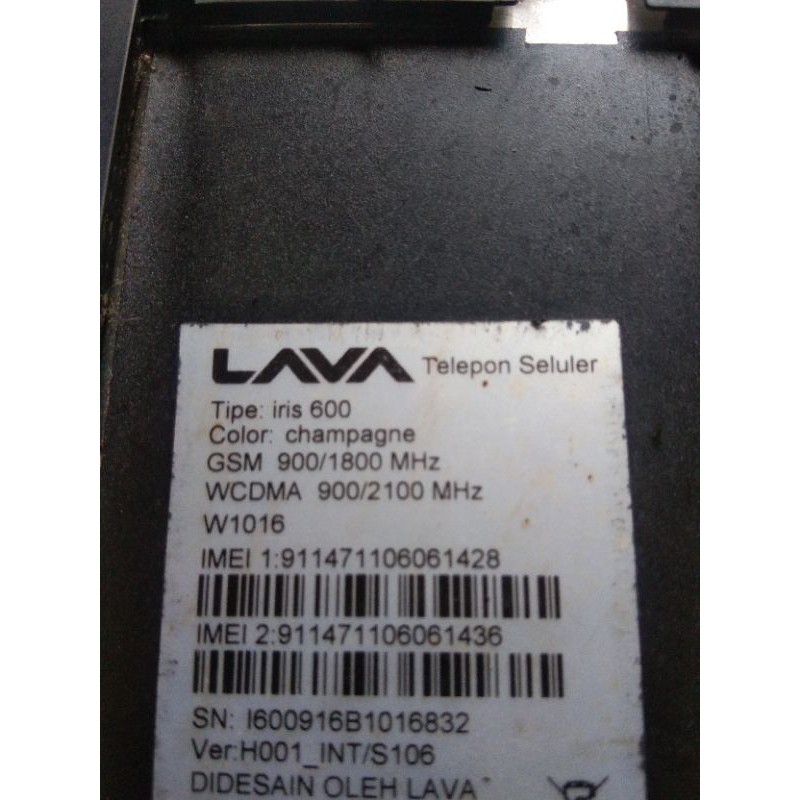 LAVA Telepon Seluler
Tipe: iris 600
Color: champagne
GSM 900/1800 MHz
WCDMA 900/2100 MHz
W1016
IMEI 1:911471106061428
IMEI 2:911471106061436
SN: I600916B1016832
Ver:H001_INT/S106
DIDESAIN OLEH LAVA